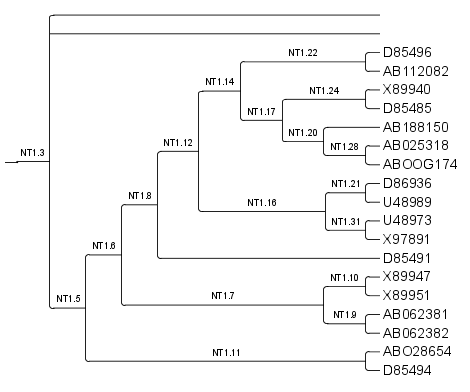 NT1.22
D85496
AB112082
NT1.14
NT1.24
X89940
NT1.17
D85485
AB188150
NT1.20
NT1.12
NT1.28
AB025318
ABOOG174
NT1.3
NT1.21
D86936
NT1.8
NT1.16
U48989
NT1.31
U48973
X97891
NT1.6
D85491
NT1.10
X89947
NT1.5
NT1.7
X89951
NT1.9
AB062381
AB062382
NT1.11
ABO28654
D85494